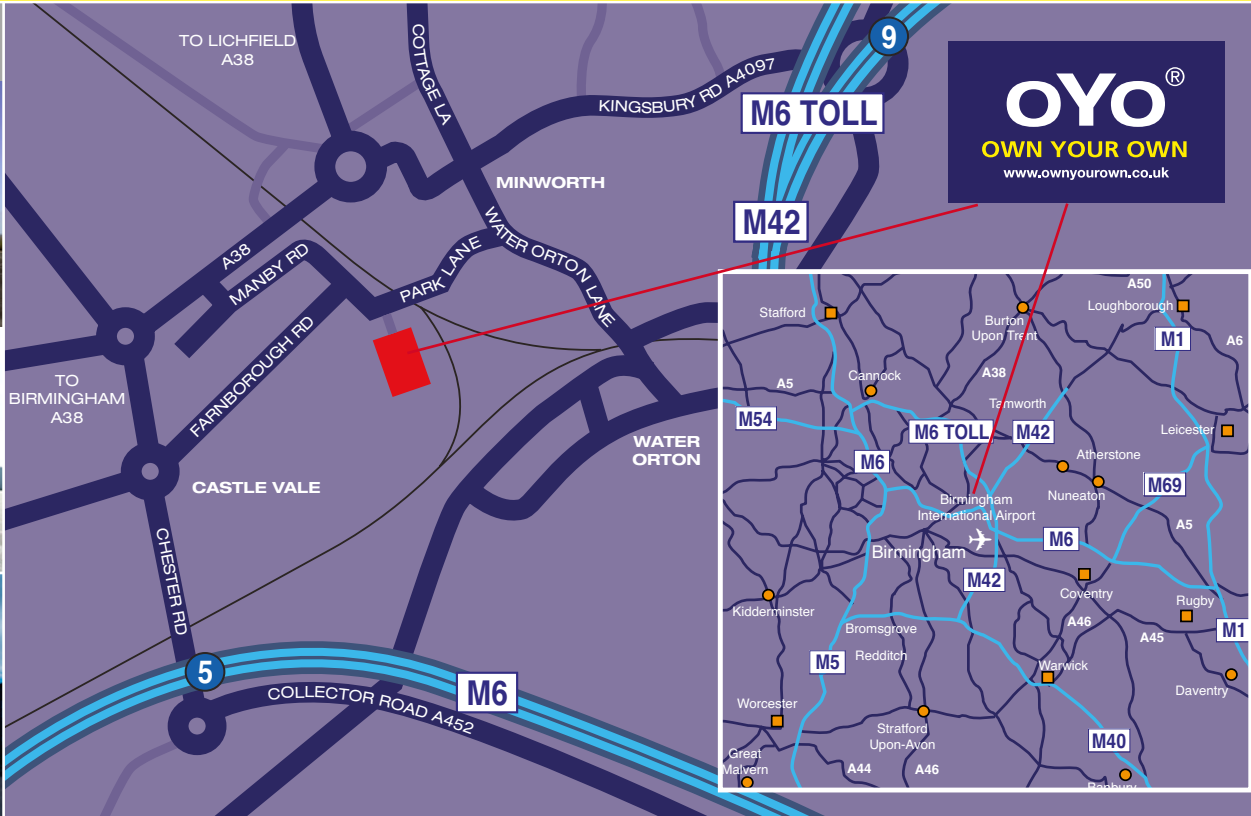 TO LICHFIELD
A38
COTTAGE LA
KINGSBURY RD A4097
9
M6 TOLL
oYo®
OWN YOUR OWN
www.ownyourown.co.uk
MINWORTH
M42
WATER ORTON LANE
A38
MANBY RD
PARK LANE
FARNBOROUGH RD
TO
BIRMINGHAM
A38
WATER
ORTON
CASTLE VALE
CHESTER RD
5
COLLECTOR ROAD A452
M6
A50
Stafford
Burton
Upon Trent
Loughborough
M1
A6
Cannock
A5
A38
Tamworth
M54
M6 TOLL
M42
Leicester
M6
Atherstone
M69
Nuneaton
Birmingham
International Airport
A5
Birmingham
M6
M42
Coventry
Kidderminster
Rugby
A46
Bromsgrove
A45
M1
M5
Redditch
Warwick
Daventry
Worcester
Stratford
Upon-Avon
M40
Great
Malvern
A44
A46
Banbury